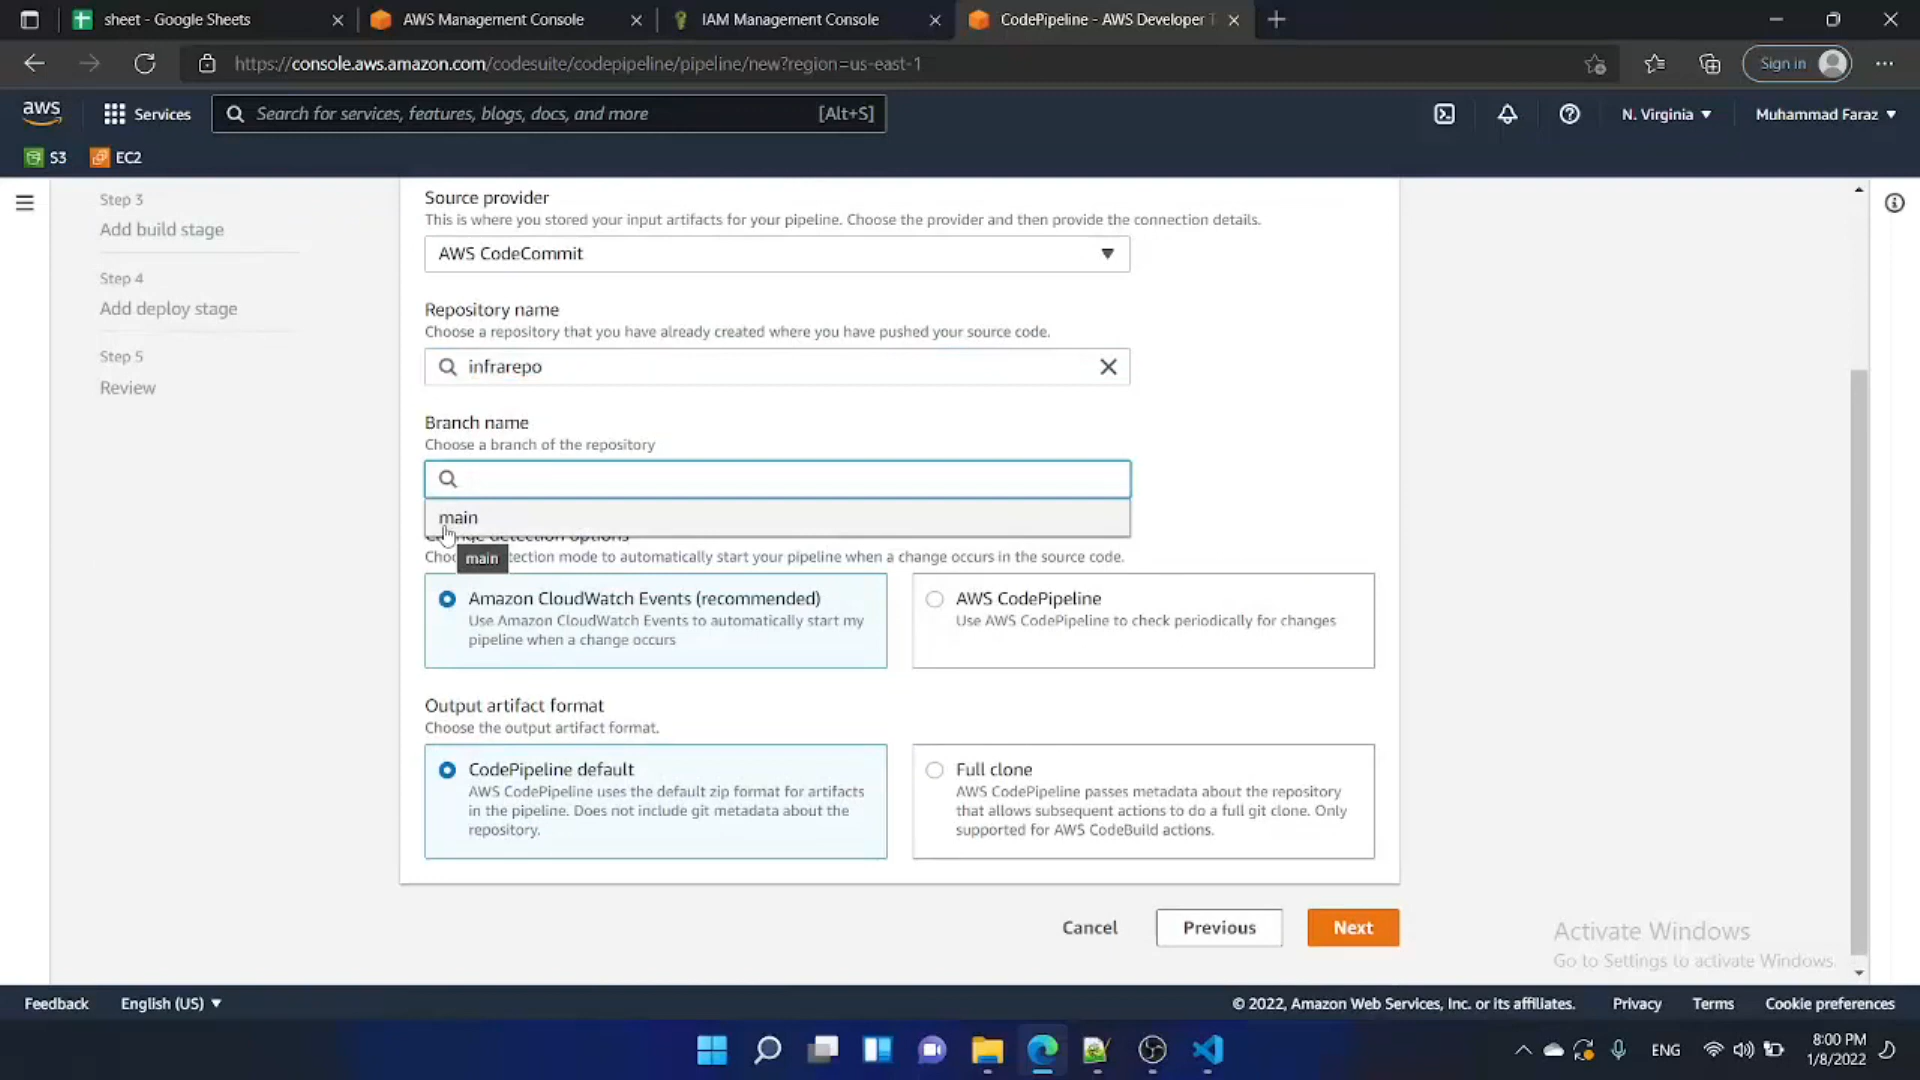 sheet - Google Sheets
AWS Management Console
IAM Management Console
CodePipeline - AWS Developer T
https://console.aws.amazon.com/codesuite/codepipeline/pipeline/new?region=us-east-1
Sign in
aws
Services
Search for services, features, blogs, docs, and more
[Alt+S]
N. Virginia
Muhammad Faraz
S3
EC2
Step 3
Add build stage
Step 4
Add deploy stage
Step 5
Review
Source provider
This is where you stored your input artifacts for your pipeline. Choose the provider and then provide the connection details.
AWS CodeCommit
Repository name
Choose a repository that you have already created where you have pushed your source code.
infrarepo
Branch name
Choose a branch of the repository
main
Change detection options
main
tection mode to automatically start your pipeline when a change occurs in the source code.
Amazon CloudWatch Events (recommended)
Use Amazon CloudWatch Events to automatically start my
pipeline when a change occurs
AWS CodePipeline
Use AWS CodePipeline to check periodically for changes
Output artifact format
Choose the output artifact format.
CodePipeline default
AWS CodePipeline uses the default zip format for artifacts
in the pipeline. Does not include git metadata about the
repository.
Full clone
AWS CodePipeline passes metadata about the repository
that allows subsequent actions to do a full git clone. Only
supported for AWS CodeBuild actions.
Cancel
Previous
Next
Activate Windows
Go to Settings to activate Windows.
Feedback
English (US)
© 2022, Amazon Web Services, Inc. or its affiliates.
Privacy
Terms
Cookie preferences
ENG
8:00 PM
1/8/2022